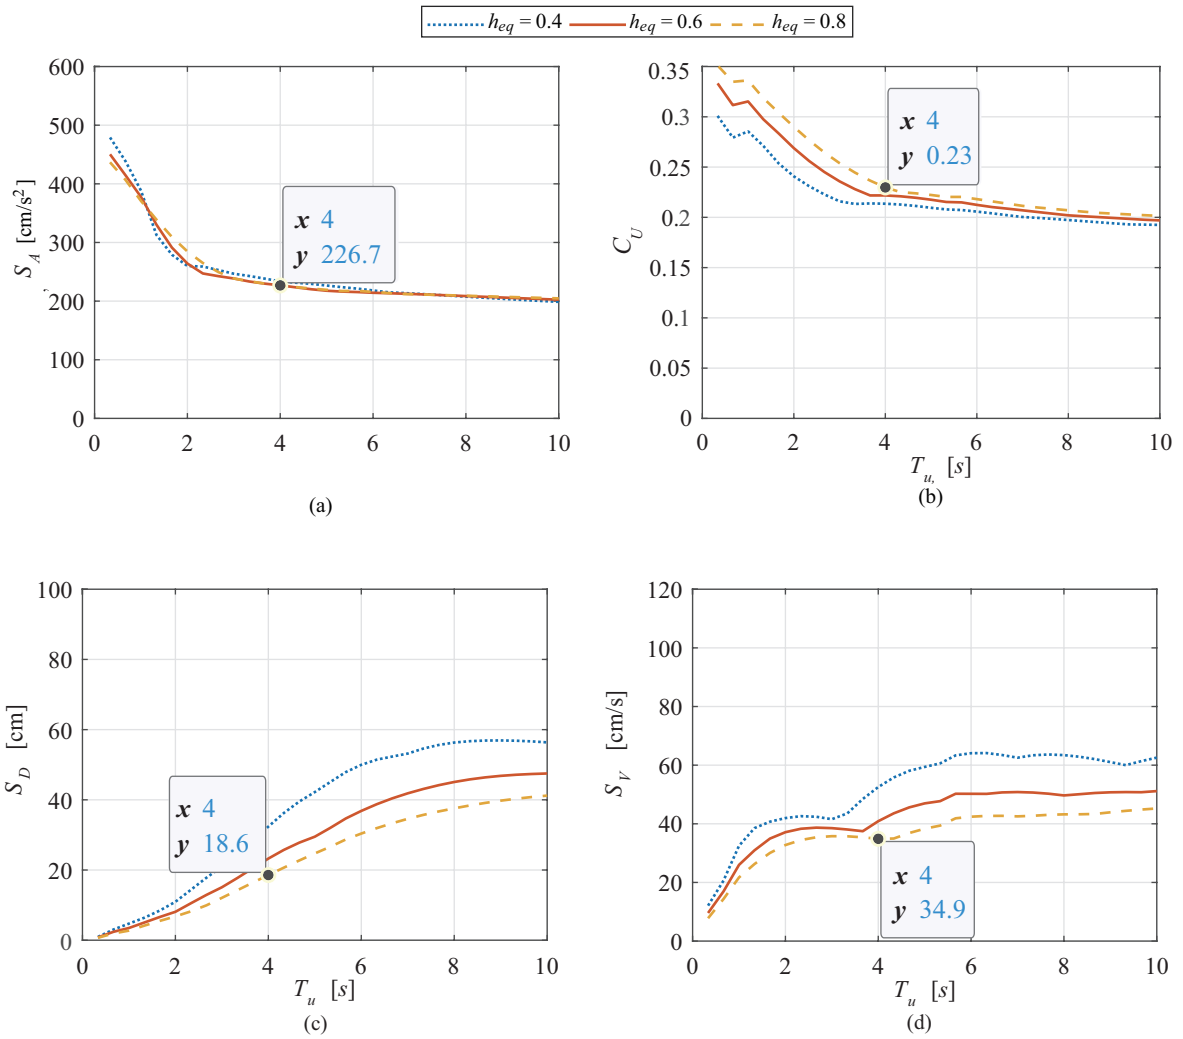 h_eq = 0.4 h_eq = 0.6 h_eq = 0.8
600
500
400
300
200
100
0
0 2 4 6 8 10
, S_A [cm/s²]
x 4
y 226.7
(a)
0.35
0.3
0.25
0.2
0.15
0.1
0.05
0
0 2 4 6 8 10
C_U
x 4
y 0.23
T_u, [s]
(b)
100
80
60
40
20
0
0 2 4 6 8 10
S_D [cm]
x 4
y 18.6
T_u [s]
(c)
120
100
80
60
40
20
0
0 2 4 6 8 10
S_V [cm/s]
x 4
y 34.9
T_u [s]
(d)